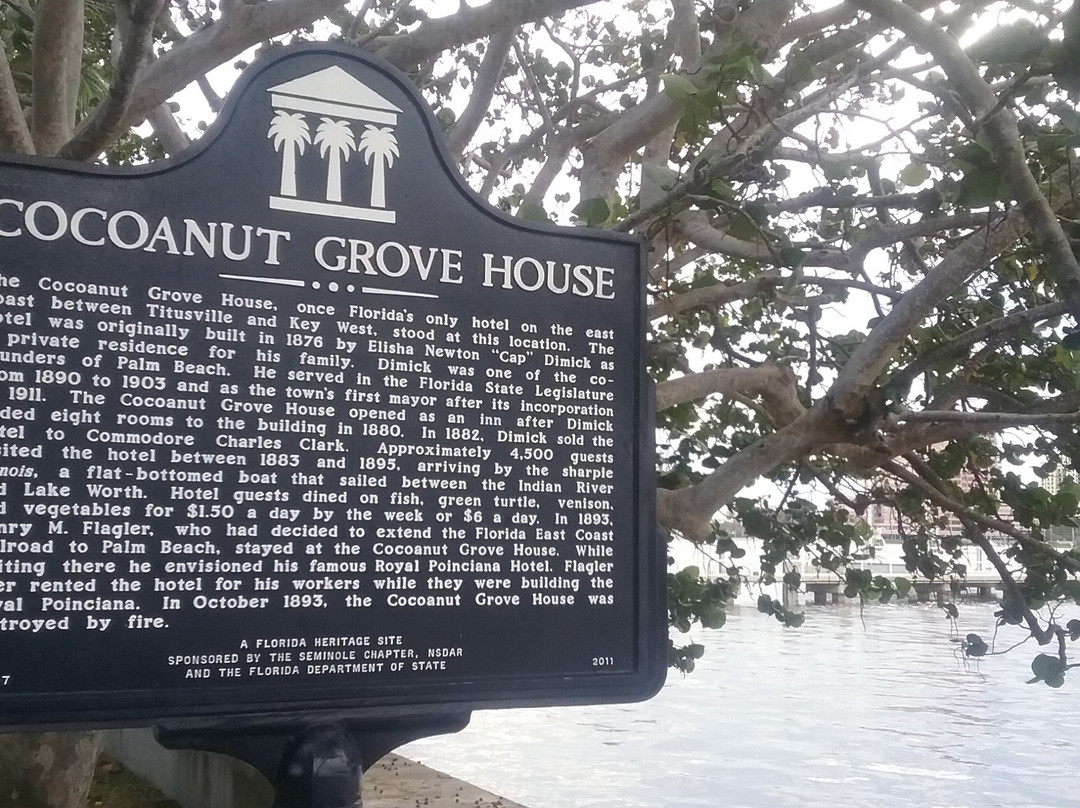 COCOANUT GROVE HOUSE
he Cocoanut Grove House, once Florida's only hotel on the east
oast between Titusville and Key West, stood at this location. The
otel was originally built in 1876 by Elisha Newton "Cap" Dimick as
private residence for his family. Dimick was one of the co-
unders of Palm Beach. He served in the Florida State Legislature
om 1890 to 1903 and as the town's first mayor after its incorporation
1911. The Cocoanut Grove House opened as an inn after Dimick
ded eight rooms to the building in 1880. In 1882, Dimick sold the
tel to Commodore Charles Clark. Approximately 4,500 guests
sited the hotel between 1883 and 1895, arriving by the sharpie
nois, a flat-bottomed boat that sailed between the Indian River
d Lake Worth. Hotel guests dined on fish, green turtle, venison,
d vegetables for $1.50 a day by the week or $6 a day. In 1893,
nry M. Flagler, who had decided to extend the Florida East Coast
lroad to Palm Beach, stayed at the Cocoanut Grove House. While
iting there he envisioned his famous Royal Poinciana Hotel. Flagler
er rented the hotel for his workers while they were building the
yal Poinciana. In October 1893, the Cocoanut Grove House was
troyed by fire.
A FLORIDA HERITAGE SITE
SPONSORED BY THE SEMINOLE CHAPTER, NSDAR
AND THE FLORIDA DEPARTMENT OF STATE
7 2011